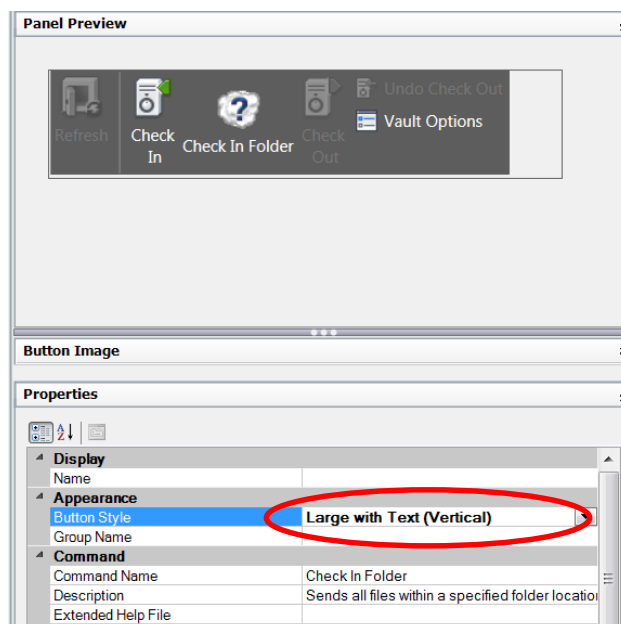 Panel Preview
Refresh
Check
In
Check In Folder
Check
Out
Undo Check Out
Vault Options
Button Image
Properties
Display
Name
Appearance
Button Style Large with Text (Vertical)
Group Name
Command
Command Name Check In Folder
Description Sends all files within a specified folder location
Extended Help File